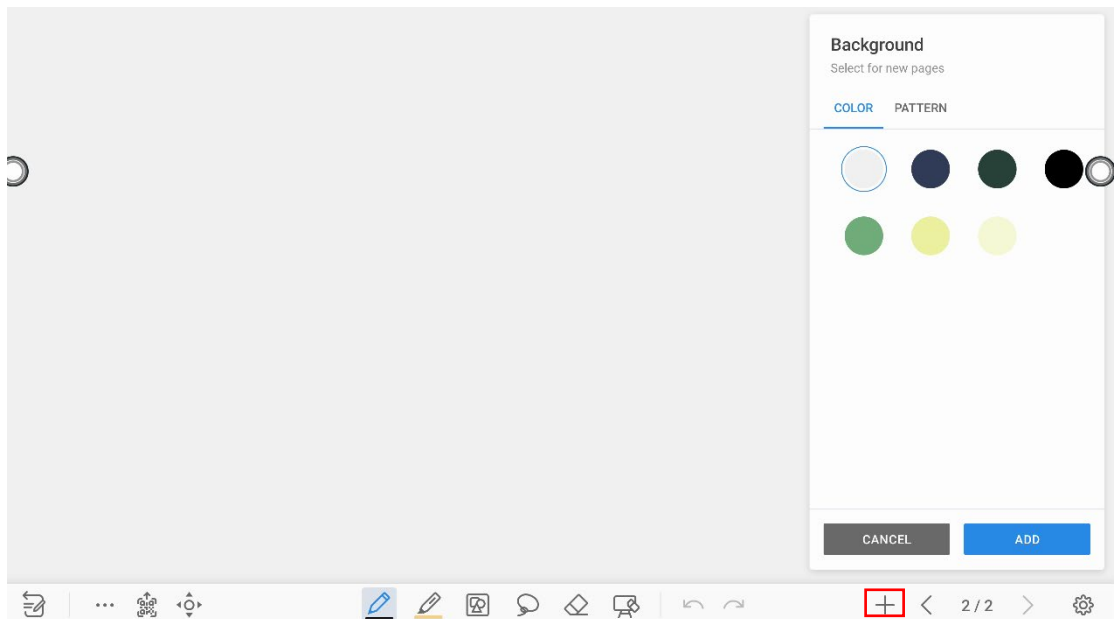 Background
Select for new pages
COLOR PATTERN
CANCEL ADD
2/2